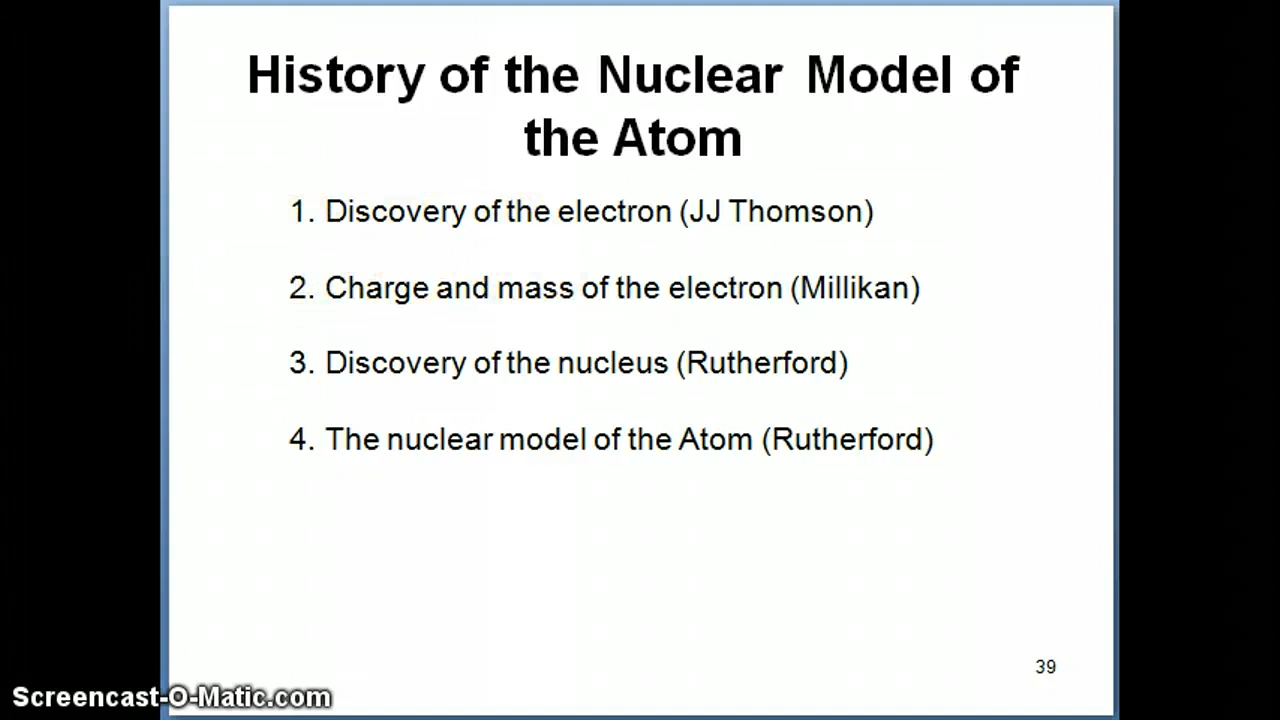 History of the Nuclear Model of
the Atom
1. Discovery of the electron (JJ Thomson)
2. Charge and mass of the electron (Millikan)
3. Discovery of the nucleus (Rutherford)
4. The nuclear model of the Atom (Rutherford)
39
Screencast-O-Matic.com